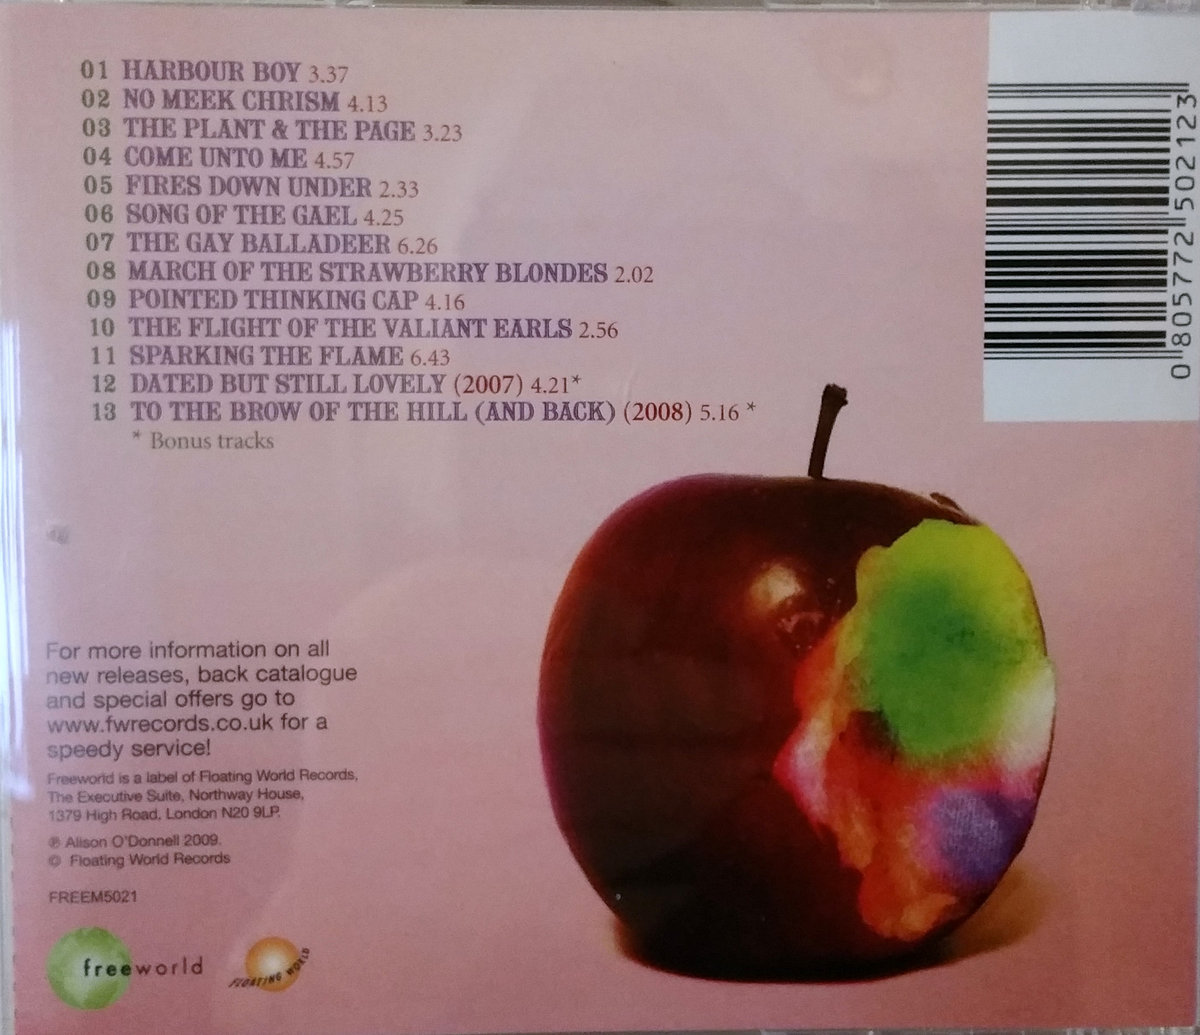 01 HARBOUR BOY 3.37
02 NO MEEK CHRISM 4.13
03 THE PLANT & THE PAGE 3.23
04 COME UNTO ME 4.57
05 FIRES DOWN UNDER 2.33
06 SONG OF THE GAEL 4.25
07 THE GAY BALLADEER 6.26
08 MARCH OF THE STRAWBERRY BLONDES 2.02
09 POINTED THINKING CAP 4.16
10 THE FLIGHT OF THE VALIANT EARLS 2.56
11 SPARKING THE FLAME 6.43
12 DATED BUT STILL LOVELY (2007) 4.21*
13 TO THE BROW OF THE HILL (AND BACK) (2008) 5.16 *
* Bonus tracks
0 805772 502123
For more information on all
new releases, back catalogue
and special offers go to
www.fwrecords.co.uk for a
speedy service!
Freeworld is a label of Floating World Records,
The Executive Suite, Northway House,
1379 High Road, London N20 9LP.
℗ Alison O'Donnell 2009.
© Floating World Records
FREEM5021
freeworld
FLOATING WORLD